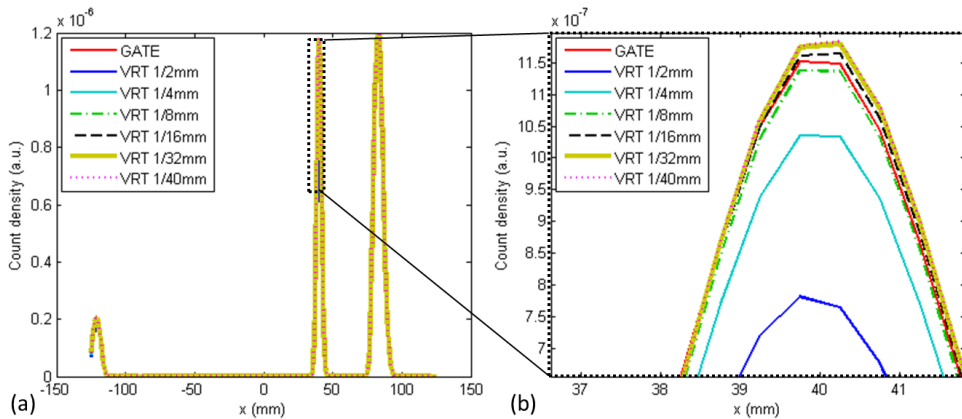 x 10⁻⁶
1.2
1
0.8
0.6
0.4
0.2
0
-150
-100
-50
0
50
100
150
Count density (a.u.)
x (mm)
GATE
VRT 1/2mm
VRT 1/4mm
VRT 1/8mm
VRT 1/16mm
VRT 1/32mm
VRT 1/40mm
(a)
x 10⁻⁷
11.5
11
10.5
10
9.5
9
8.5
8
7.5
7
37
38
39
40
41
Count density (a.u.)
x (mm)
GATE
VRT 1/2mm
VRT 1/4mm
VRT 1/8mm
VRT 1/16mm
VRT 1/32mm
VRT 1/40mm
(b)